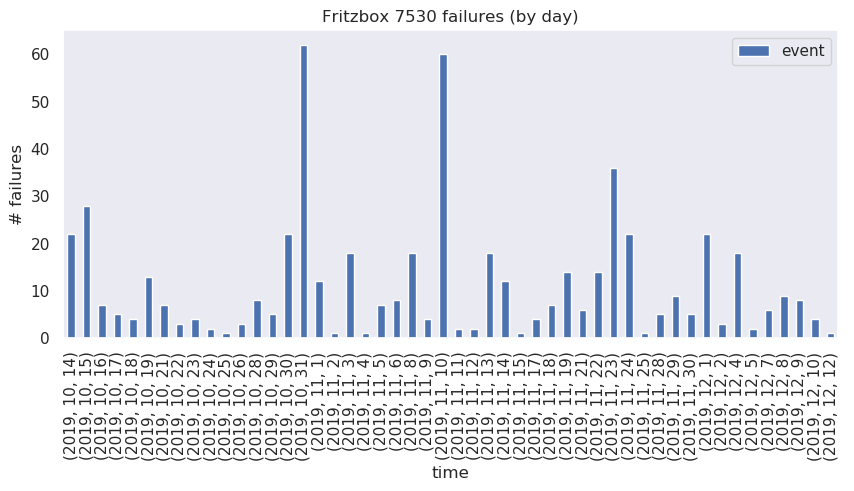 Fritzbox 7530 failures (by day)
event
# failures
60
50
40
30
20
10
0
(2019, 10, 14)
(2019, 10, 15)
(2019, 10, 16)
(2019, 10, 17)
(2019, 10, 18)
(2019, 10, 19)
(2019, 10, 21)
(2019, 10, 22)
(2019, 10, 23)
(2019, 10, 24)
(2019, 10, 25)
(2019, 10, 26)
(2019, 10, 28)
(2019, 10, 29)
(2019, 10, 30)
(2019, 10, 31)
(2019, 11, 1)
(2019, 11, 2)
(2019, 11, 3)
(2019, 11, 4)
(2019, 11, 5)
(2019, 11, 6)
(2019, 11, 8)
(2019, 11, 9)
(2019, 11, 10)
(2019, 11, 11)
(2019, 11, 12)
(2019, 11, 13)
(2019, 11, 14)
(2019, 11, 15)
(2019, 11, 17)
(2019, 11, 18)
(2019, 11, 19)
(2019, 11, 21)
(2019, 11, 22)
(2019, 11, 23)
(2019, 11, 24)
(2019, 11, 25)
(2019, 11, 28)
(2019, 11, 29)
(2019, 11, 30)
(2019, 12, 1)
(2019, 12, 2)
(2019, 12, 4)
(2019, 12, 5)
(2019, 12, 7)
(2019, 12, 8)
(2019, 12, 9)
(2019, 12, 10)
(2019, 12, 12)
time